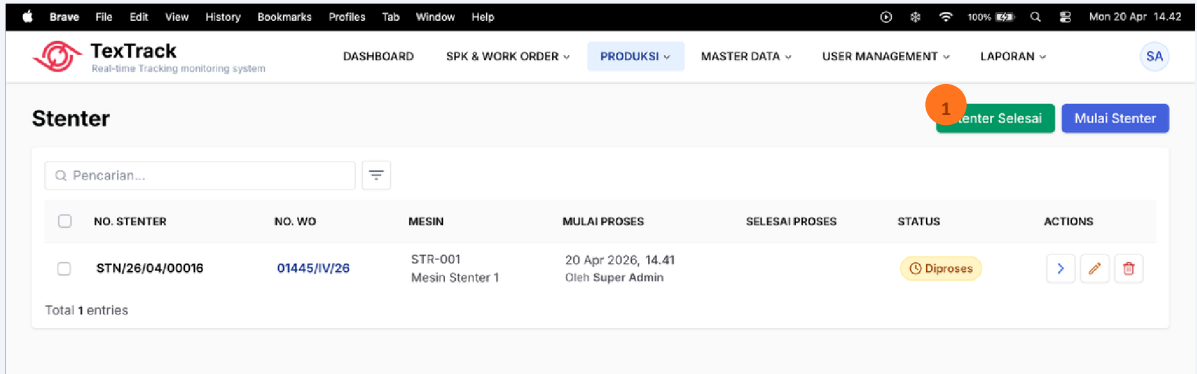 Brave File Edit View History Bookmarks Profiles Tab Window Help 100% Mon 20 Apr 14.42
TexTrack
Real-time Tracking monitoring system
DASHBOARD SPK & WORK ORDER PRODUKSI MASTER DATA USER MANAGEMENT LAPORAN SA
Stenter
1
Selesai
Mulai Stenter
Pencarian...
NO. STENTER NO. WO MESIN MULAI PROSES SELESAI PROSES STATUS ACTIONS
STN/26/04/00016 01445/IV/26 STR-001 20 Apr 2026, 14.41 Diproses
Mesin Stenter 1 Oleh Super Admin
Total 1 entries